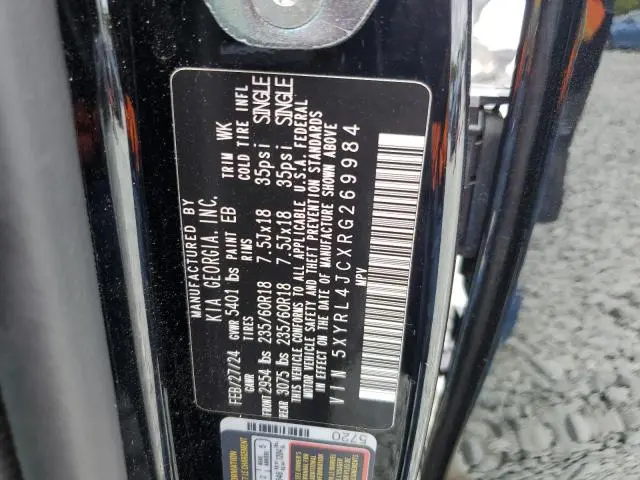 MANUFACTURED BY
KIA GEORGIA, INC.
FEB/27/24 GVWR 5401 lbs PAINT EB TRIM WK
GAWR TYRES RIMS COLD TIRE INFL
FRONT 2954 lbs 235/60R18 7.5Jx18 35psi SINGLE
REAR 3075 lbs 235/60R18 7.5Jx18 35psi SINGLE
THIS VEHICLE CONFORMS TO ALL APPLICABLE U.S.A. FEDERAL
MOTOR VEHICLE SAFETY AND THEFT PREVENTION STANDARDS
IN EFFECT ON THE DATE OF MANUFACTURE SHOWN ABOVE
VIN 5XYRL4JCXRG269984
MPV
5720